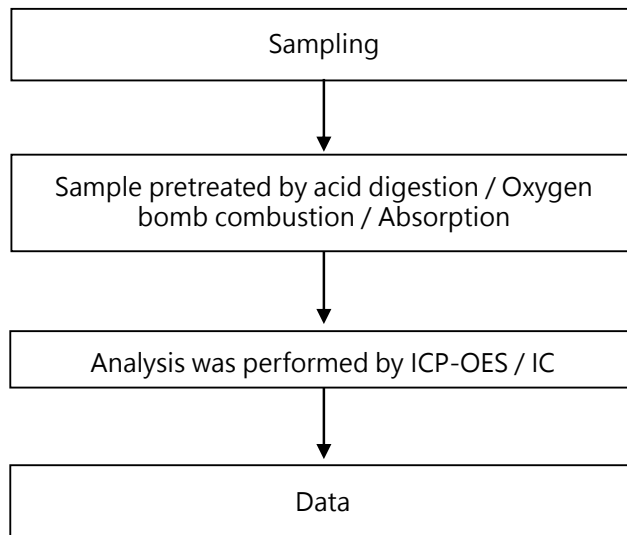 Sampling
Sample pretreated by acid digestion / Oxygen
bomb combustion / Absorption
Analysis was performed by ICP-OES / IC
Data